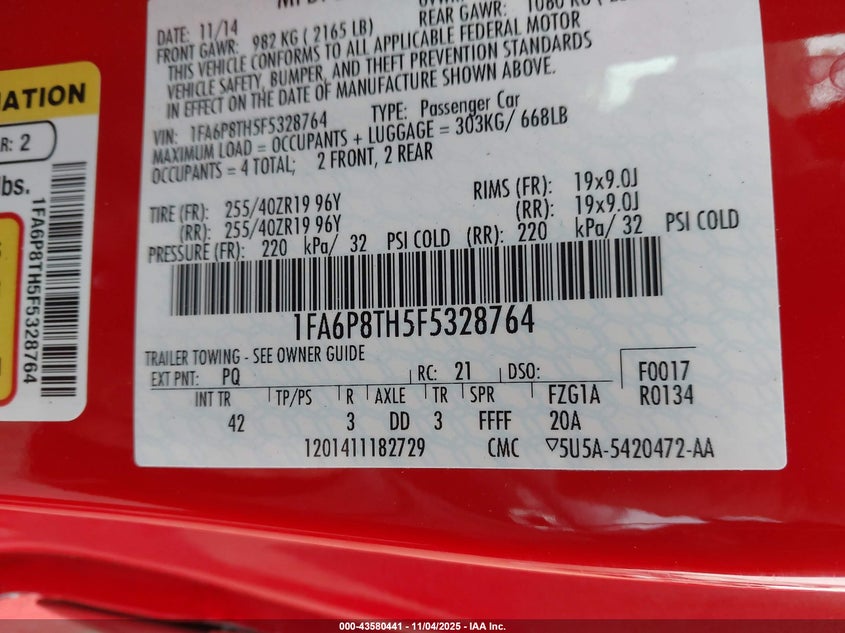 DATE: 11/14
REAR GAWR: 1080 KG (
FRONT GAWR: 982 KG ( 2165 LB)
THIS VEHICLE CONFORMS TO ALL APPLICABLE FEDERAL MOTOR
VEHICLE SAFETY, BUMPER, AND THEFT PREVENTION STANDARDS
IN EFFECT ON THE DATE OF MANUFACTURE SHOWN ABOVE.
VIN: 1FA6P8TH5F5328764 TYPE: Passenger Car
MAXIMUM LOAD = OCCUPANTS + LUGGAGE = 303KG/ 668LB
OCCUPANTS = 4 TOTAL; 2 FRONT, 2 REAR
TIRE (FR): 255/40ZR19 96Y RIMS (FR): 19x9.0J
(RR): 255/40ZR19 96Y (RR): 19x9.0J
PRESSURE (FR): 220 kPa/ 32 PSI COLD (RR): 220 kPa/ 32 PSI COLD
1FA6P8TH5F5328764
TRAILER TOWING - SEE OWNER GUIDE
EXT PNT: PQ RC: 21 DSO: F0017
INT TR TP/PS R AXLE TR SPR FZG1A R0134
42 3 DD 3 FFFF 20A
1201411182729 CMC ▽5U5A-5420472-AA
R: 2
lbs.
1FA6P8TH5F5328764
000-43580441 - 11/04/2025 - IAA Inc.